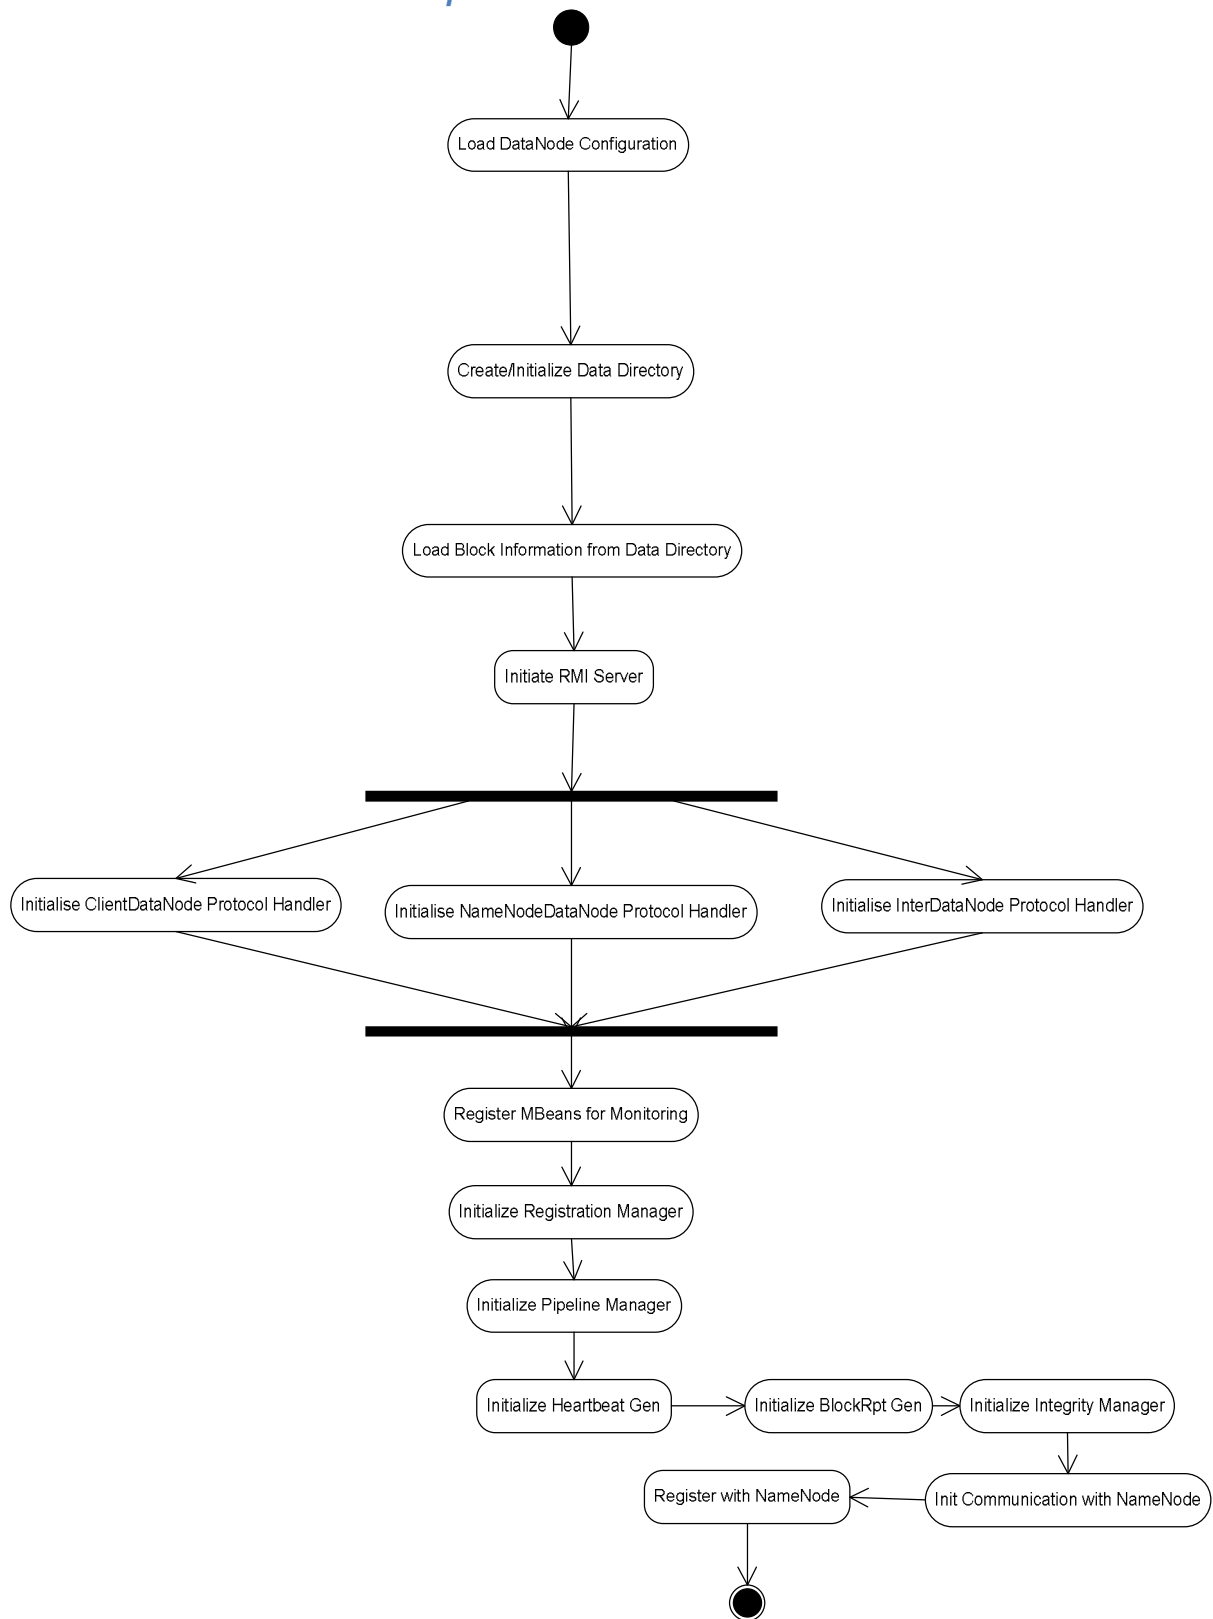 Load DataNode Configuration
Create/Initialize Data Directory
Load Block Information from Data Directory
Initiate RMI Server
Initialise ClientDataNode Protocol Handler
Initialise NameNodeDataNode Protocol Handler
Initialise InterDataNode Protocol Handler
Register MBeans for Monitoring
Initialize Registration Manager
Initialize Pipeline Manager
Initialize Heartbeat Gen
Initialize BlockRpt Gen
Initialize Integrity Manager
Init Communication with NameNode
Register with NameNode